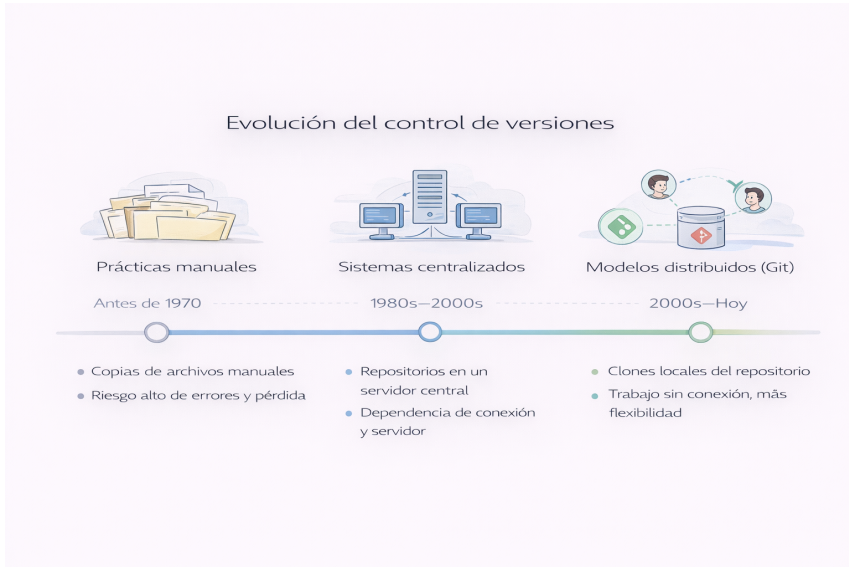 Evolución del control de versiones
Prácticas manuales
Sistemas centralizados
Modelos distribuidos (Git)
Antes de 1970
1980s—2000s
2000s—Hoy
Copias de archivos manuales
Riesgo alto de errores y pérdida
Repositorios en un
servidor central
Dependencia de conexión
y servidor
Clones locales del repositorio
Trabajo sin conexión, más
flexibilidad